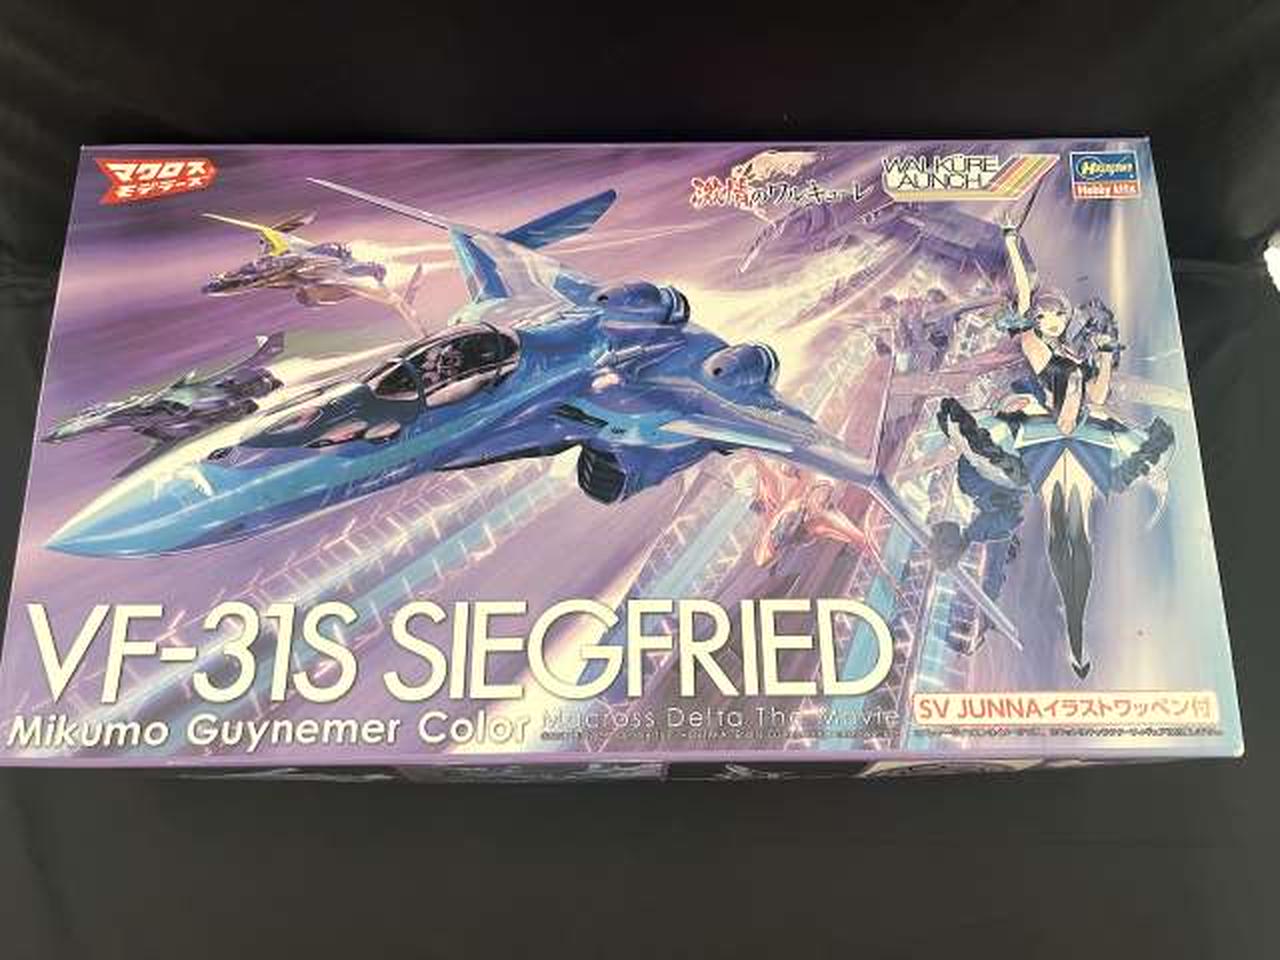 マクロス
モデラーズ
激情のワルキューレ
WALKÜRE
LAUNCH!
Hasegawa
Hobby kits
VF-31S SIEGFRIED
Mikumo Guynemer Color
Macross Delta The Movie
SV JUNNAイラストワッペン付